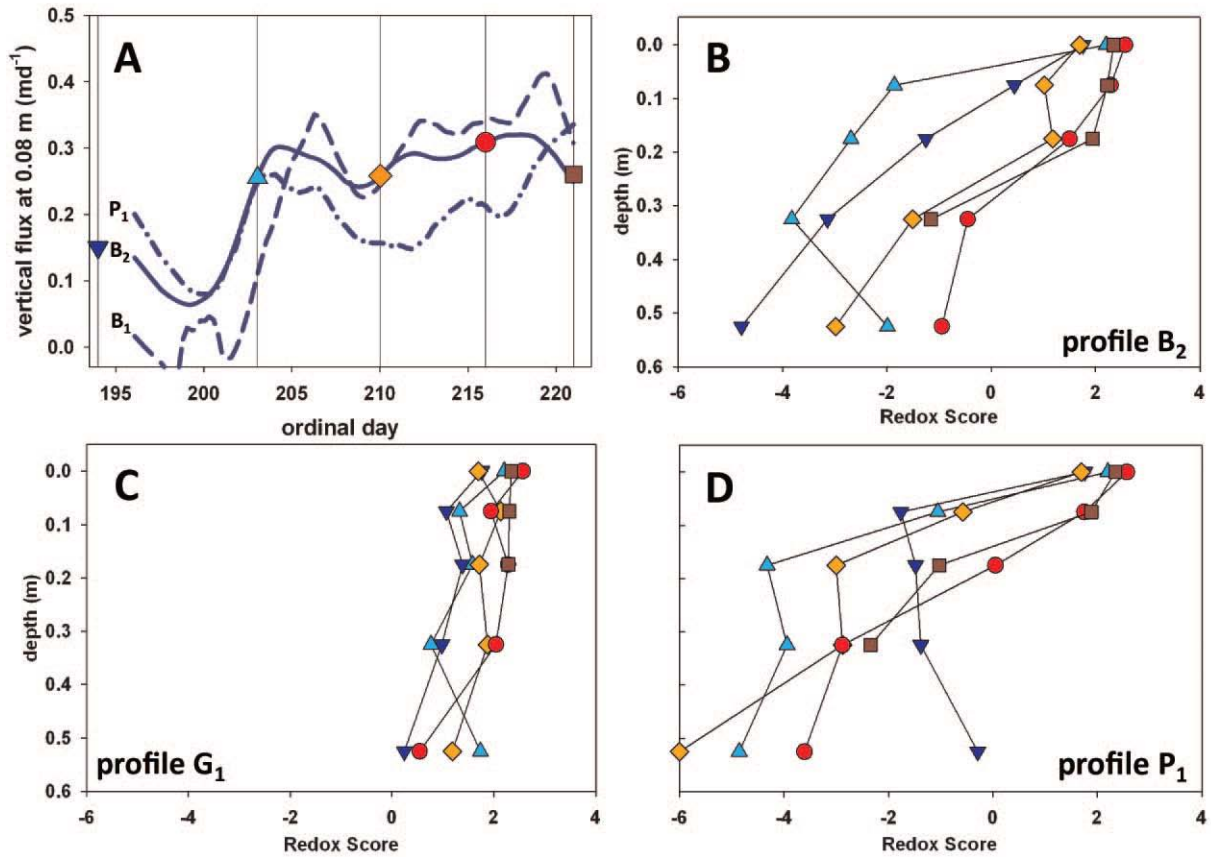 A
vertical flux at 0.08 m (md⁻¹)
0.5
0.4
0.3
0.2
0.1
0.0
P₁
B₂
B₁
195 200 205 210 215 220
ordinal day
B
depth (m)
0.0
0.1
0.2
0.3
0.4
0.5
0.6
profile B₂
-6 -4 -2 0 2 4
Redox Score
C
depth (m)
0.0
0.1
0.2
0.3
0.4
0.5
0.6
profile G₁
-6 -4 -2 0 2 4
Redox Score
D
profile P₁
-6 -4 -2 0 2 4
Redox Score